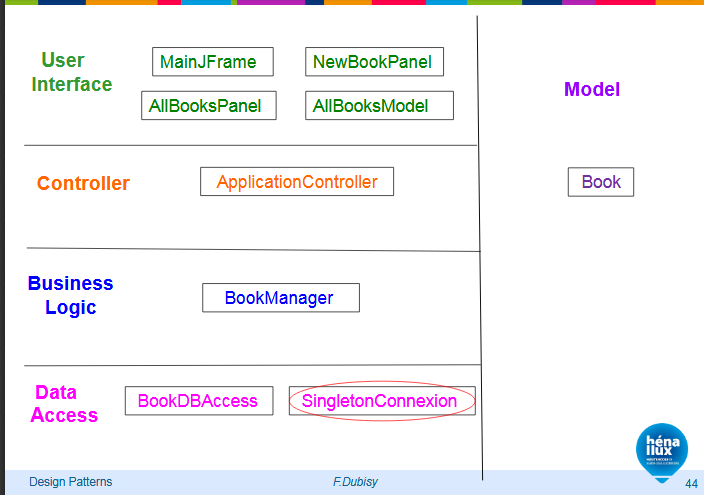 User
Interface
MainJFrame
NewBookPanel
AllBooksPanel
AllBooksModel
Model
Controller
ApplicationController
Book
Business
Logic
BookManager
Data
Access
BookDBAccess
SingletonConnexion
héna
llux
Design Patterns
F.Dubisy
44